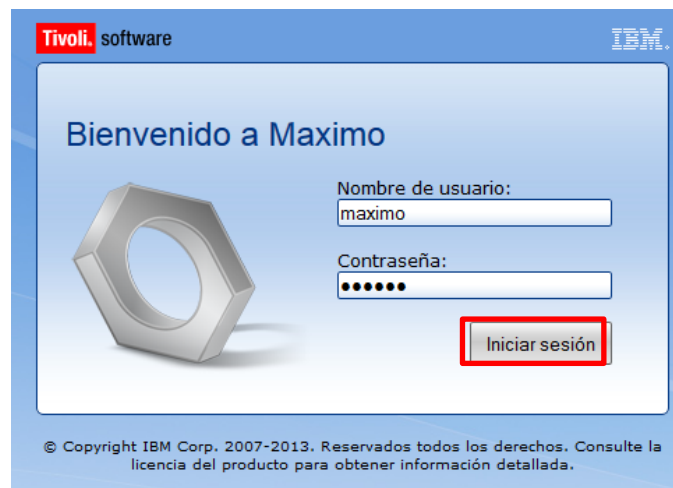 Tivoli. software
IBM.
Bienvenido a Maximo
Nombre de usuario:
maximo
Contraseña:
●●●●●●
Iniciar sesión
© Copyright IBM Corp. 2007-2013. Reservados todos los derechos. Consulte la
licencia del producto para obtener información detallada.